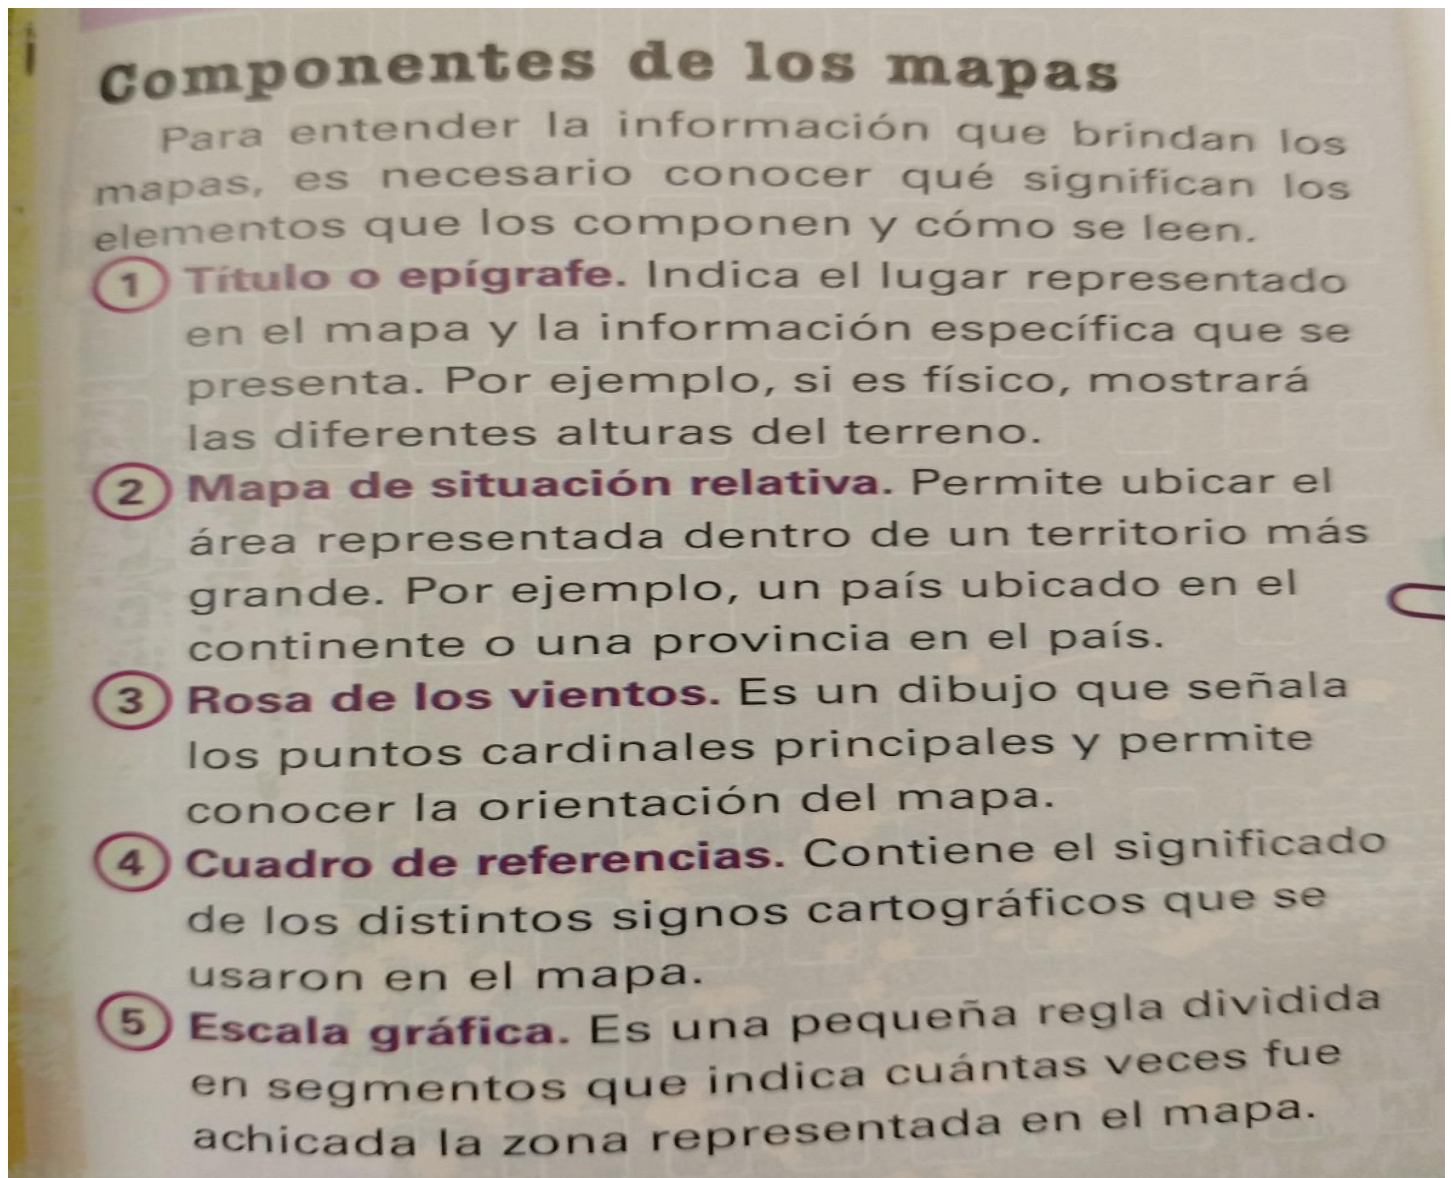 Componentes de los mapas
Para entender la información que brindan los
mapas, es necesario conocer qué significan los
elementos que los componen y cómo se leen.
1 Título o epígrafe. Indica el lugar representado
en el mapa y la información específica que se
presenta. Por ejemplo, si es físico, mostrará
las diferentes alturas del terreno.
2 Mapa de situación relativa. Permite ubicar el
área representada dentro de un territorio más
grande. Por ejemplo, un país ubicado en el
continente o una provincia en el país.
3 Rosa de los vientos. Es un dibujo que señala
los puntos cardinales principales y permite
conocer la orientación del mapa.
4 Cuadro de referencias. Contiene el significado
de los distintos signos cartográficos que se
usaron en el mapa.
5 Escala gráfica. Es una pequeña regla dividida
en segmentos que indica cuántas veces fue
achicada la zona representada en el mapa.